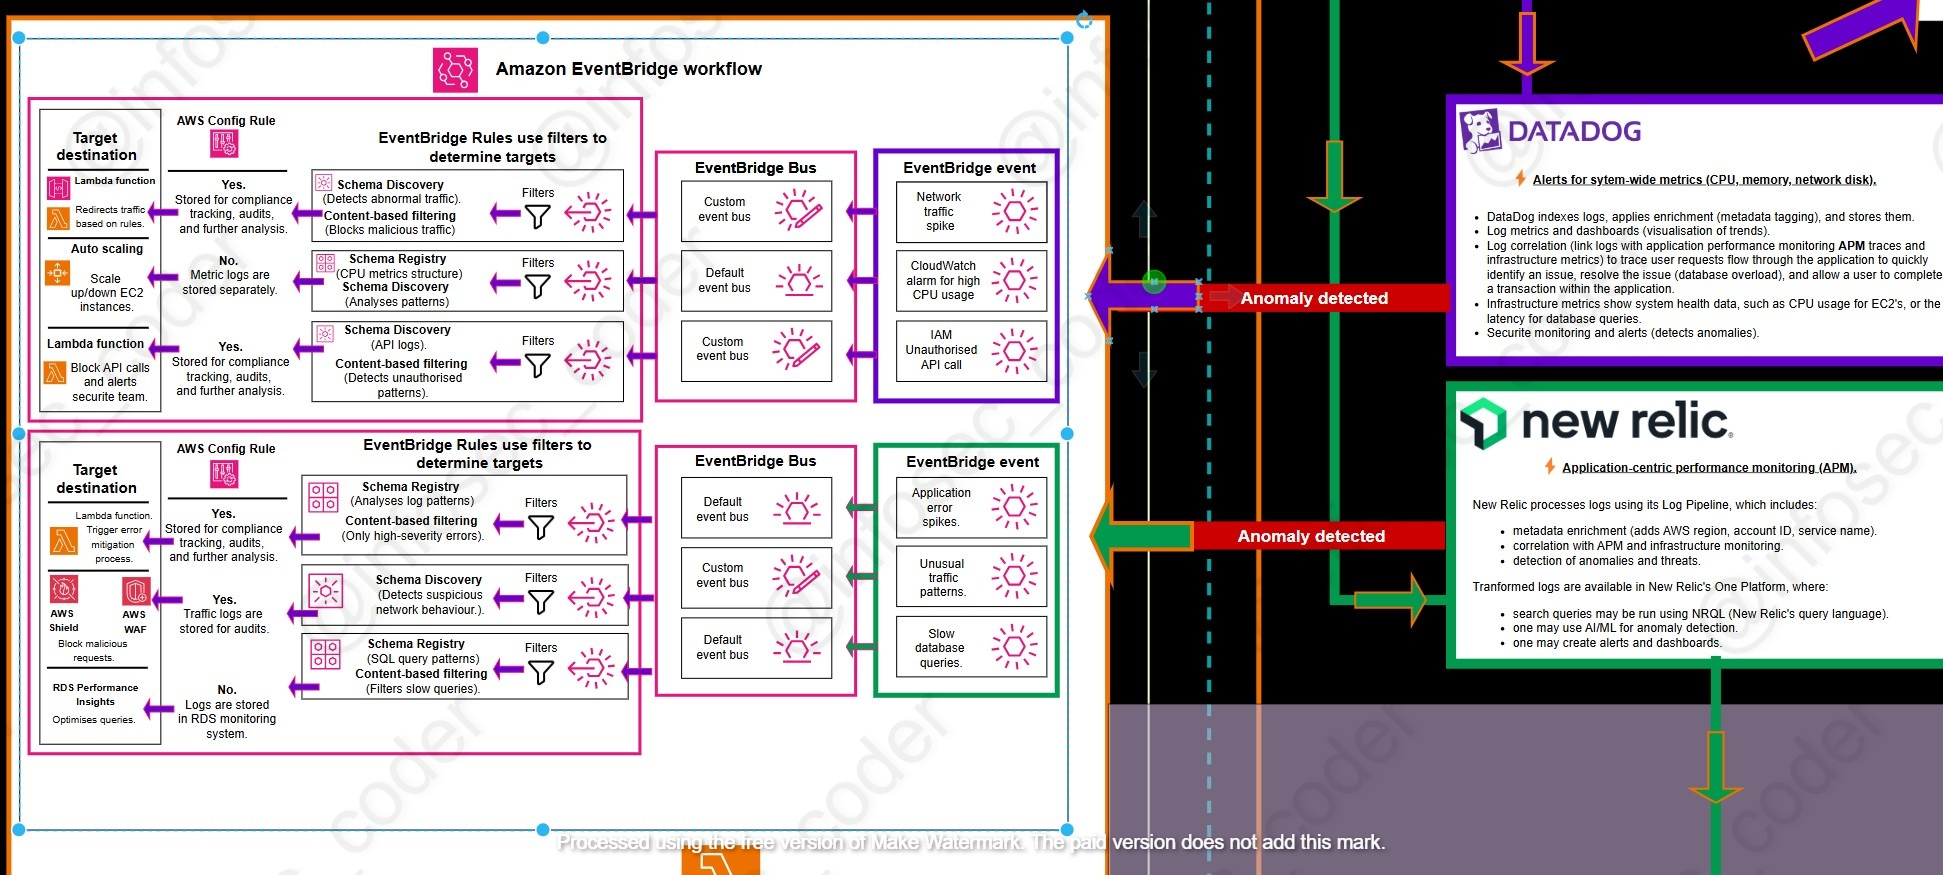 Amazon EventBridge workflow
Target
destination
AWS Config Rule
EventBridge Rules use filters to
determine targets
EventBridge Bus
EventBridge event
Lambda function
Redirects traffic
based on rules.
Yes.
Stored for compliance
tracking, audits,
and further analysis.
Schema Discovery
(Detects abnormal traffic).
Content-based filtering
(Blocks malicious traffic)
Filters
Custom
event bus
Network
traffic
spike
Auto scaling
Scale
up/down EC2
instances.
No.
Metric logs are
stored separately.
Schema Registry
(CPU metrics structure)
Schema Discovery
(Analyses patterns)
Filters
Default
event bus
CloudWatch
alarm for high
CPU usage
Lambda function
Block API calls
and alerts
securite team.
Yes.
Stored for compliance
tracking, audits,
and further analysis.
Schema Discovery
(API logs).
Content-based filtering
(Detects unauthorised
patterns).
Filters
Custom
event bus
IAM
Unauthorised
API call
Target
destination
AWS Config Rule
EventBridge Rules use filters to
determine targets
EventBridge Bus
EventBridge event
Lambda function.
Trigger error
mitigation
process.
Yes.
Stored for compliance
tracking, audits,
and further analysis.
Schema Registry
(Analyses log patterns)
Content-based filtering
(Only high-severity errors).
Filters
Default
event bus
Application
error
spikes.
AWS
Shield
AWS
WAF
Block malicious
requests.
Yes.
Traffic logs are
stored for audits.
Schema Discovery
(Detects suspicious
network behaviour.).
Filters
Custom
event bus
Unusual
traffic
patterns.
RDS Performance
Insights
Optimises queries.
No.
Logs are stored
in RDS monitoring
system.
Schema Registry
(SQL query patterns)
Content-based filtering
(Filters slow queries).
Filters
Default
event bus
Slow
database
queries.
Anomaly detected
Anomaly detected
DATADOG
Alerts for sytem-wide metrics (CPU, memory, network disk).
• DataDog indexes logs, applies enrichment (metadata tagging), and stores them.
• Log metrics and dashboards (visualisation of trends).
• Log correlation (link logs with application performance monitoring APM traces and
infrastructure metrics) to trace user requests flow through the application to quickly
identify an issue, resolve the issue (database overload), and allow a user to complete
a transaction within the application.
• Infrastructure metrics show system health data, such as CPU usage for EC2's, or the
latency for database queries.
• Securite monitoring and alerts (detects anomalies).
new relic®
Application-centric performance monitoring (APM).
New Relic processes logs using its Log Pipeline, which includes:
• metadata enrichment (adds AWS region, account ID, service name).
• correlation with APM and infrastructure monitoring.
• detection of anomalies and threats.
Tranformed logs are available in New Relic's One Platform, where:
• search queries may be run using NRQL (New Relic's query language).
• one may use AI/ML for anomaly detection.
• one may create alerts and dashboards.
@infosec_coder
Processed using the free version of Make Watermark. The paid version does not add this mark.